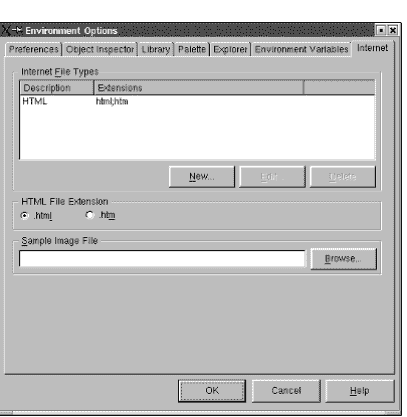 Environment Options
Preferences Object Inspector Library Palette Explorer Environment Variables Internet
Internet File Types
Description Extensions
HTML html;htm
New... Edit... Delete
HTML File Extension
.html .htm
Sample Image File
Browse...
OK Cancel Help